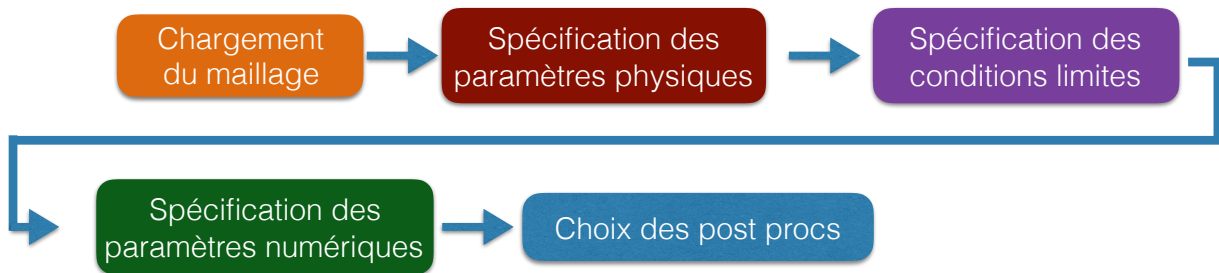 Chargement
du maillage
Spécification des
paramètres physiques
Spécification des
conditions limites
Spécification des
paramètres numériques
Choix des post procs